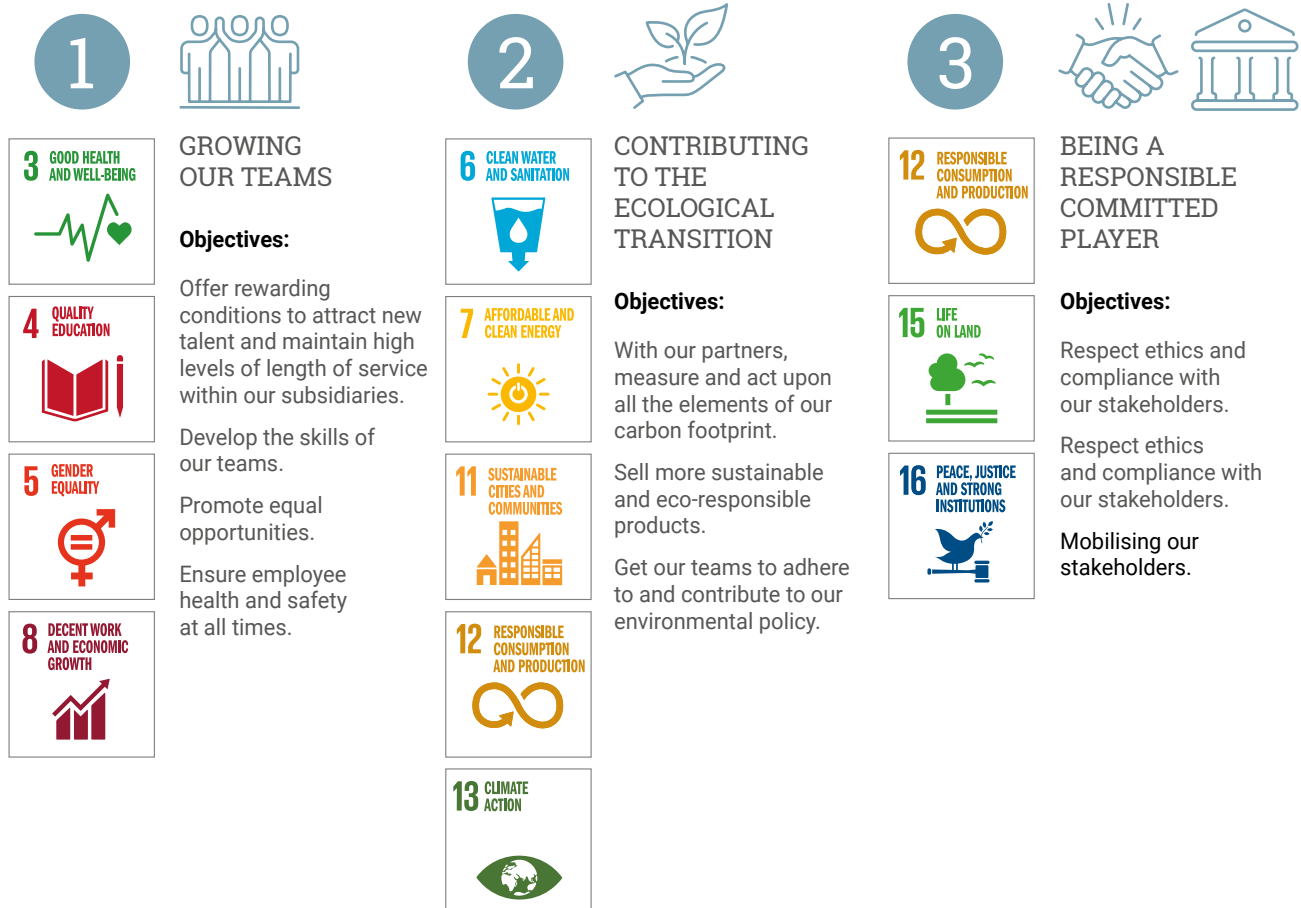 1
3 GOOD HEALTH
AND WELL-BEING
4 QUALITY
EDUCATION
5 GENDER
EQUALITY
8 DECENT WORK
AND ECONOMIC
GROWTH
GROWING
OUR TEAMS
Objectives:
Offer rewarding
conditions to attract new
talent and maintain high
levels of length of service
within our subsidiaries.
Develop the skills of
our teams.
Promote equal
opportunities.
Ensure employee
health and safety
at all times.
2
6 CLEAN WATER
AND SANITATION
7 AFFORDABLE AND
CLEAN ENERGY
11 SUSTAINABLE
CITIES AND
COMMUNITIES
12 RESPONSIBLE
CONSUMPTION
AND PRODUCTION
13 CLIMATE
ACTION
CONTRIBUTING
TO THE
ECOLOGICAL
TRANSITION
Objectives:
With our partners,
measure and act upon
all the elements of our
carbon footprint.
Sell more sustainable
and eco-responsible
products.
Get our teams to adhere
to and contribute to our
environmental policy.
3
12 RESPONSIBLE
CONSUMPTION
AND PRODUCTION
15 LIFE
ON LAND
16 PEACE, JUSTICE
AND STRONG
INSTITUTIONS
BEING A
RESPONSIBLE
COMMITTED
PLAYER
Objectives:
Respect ethics and
compliance with
our stakeholders.
Respect ethics
and compliance with
our stakeholders.
Mobilising our
stakeholders.